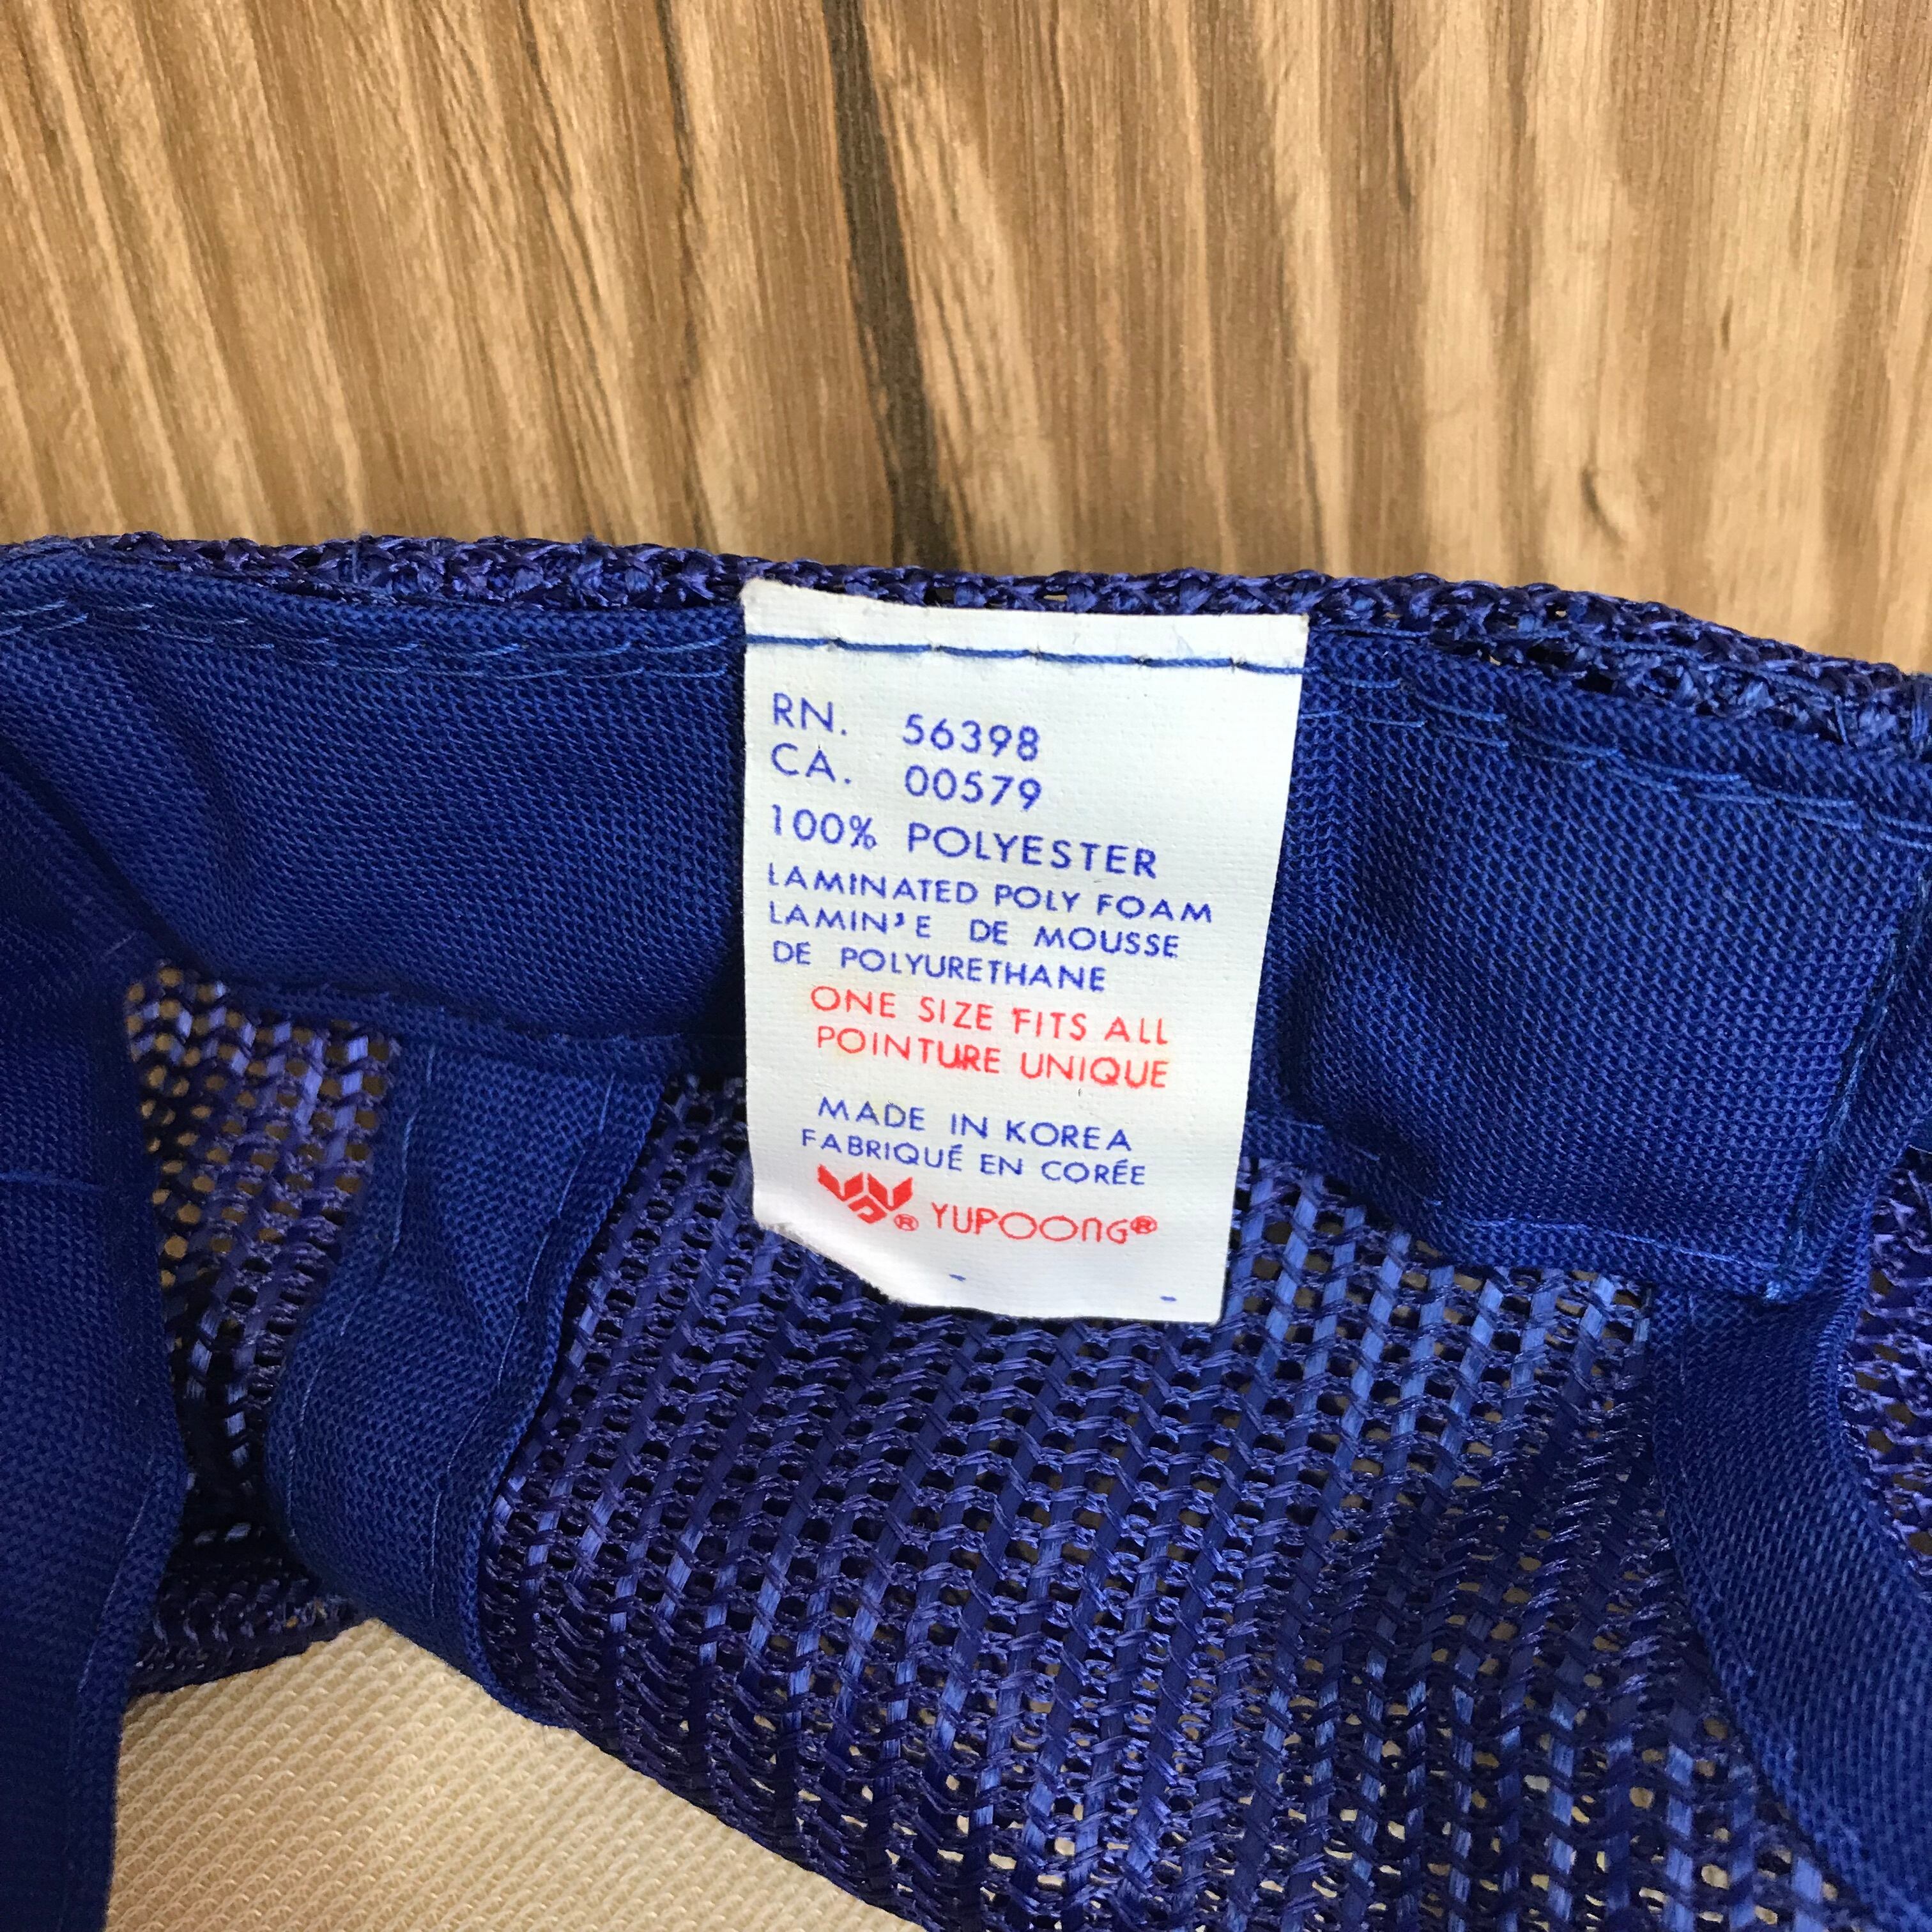 RN. 56398
CA. 00579
100% POLYESTER
LAMINATED POLY FOAM
LAMIN'E DE MOUSSE
DE POLYURETHANE
ONE SIZE FITS ALL
POINTURE UNIQUE
MADE IN KOREA
FABRIQUÉ EN CORÉE
® YUPOONG®